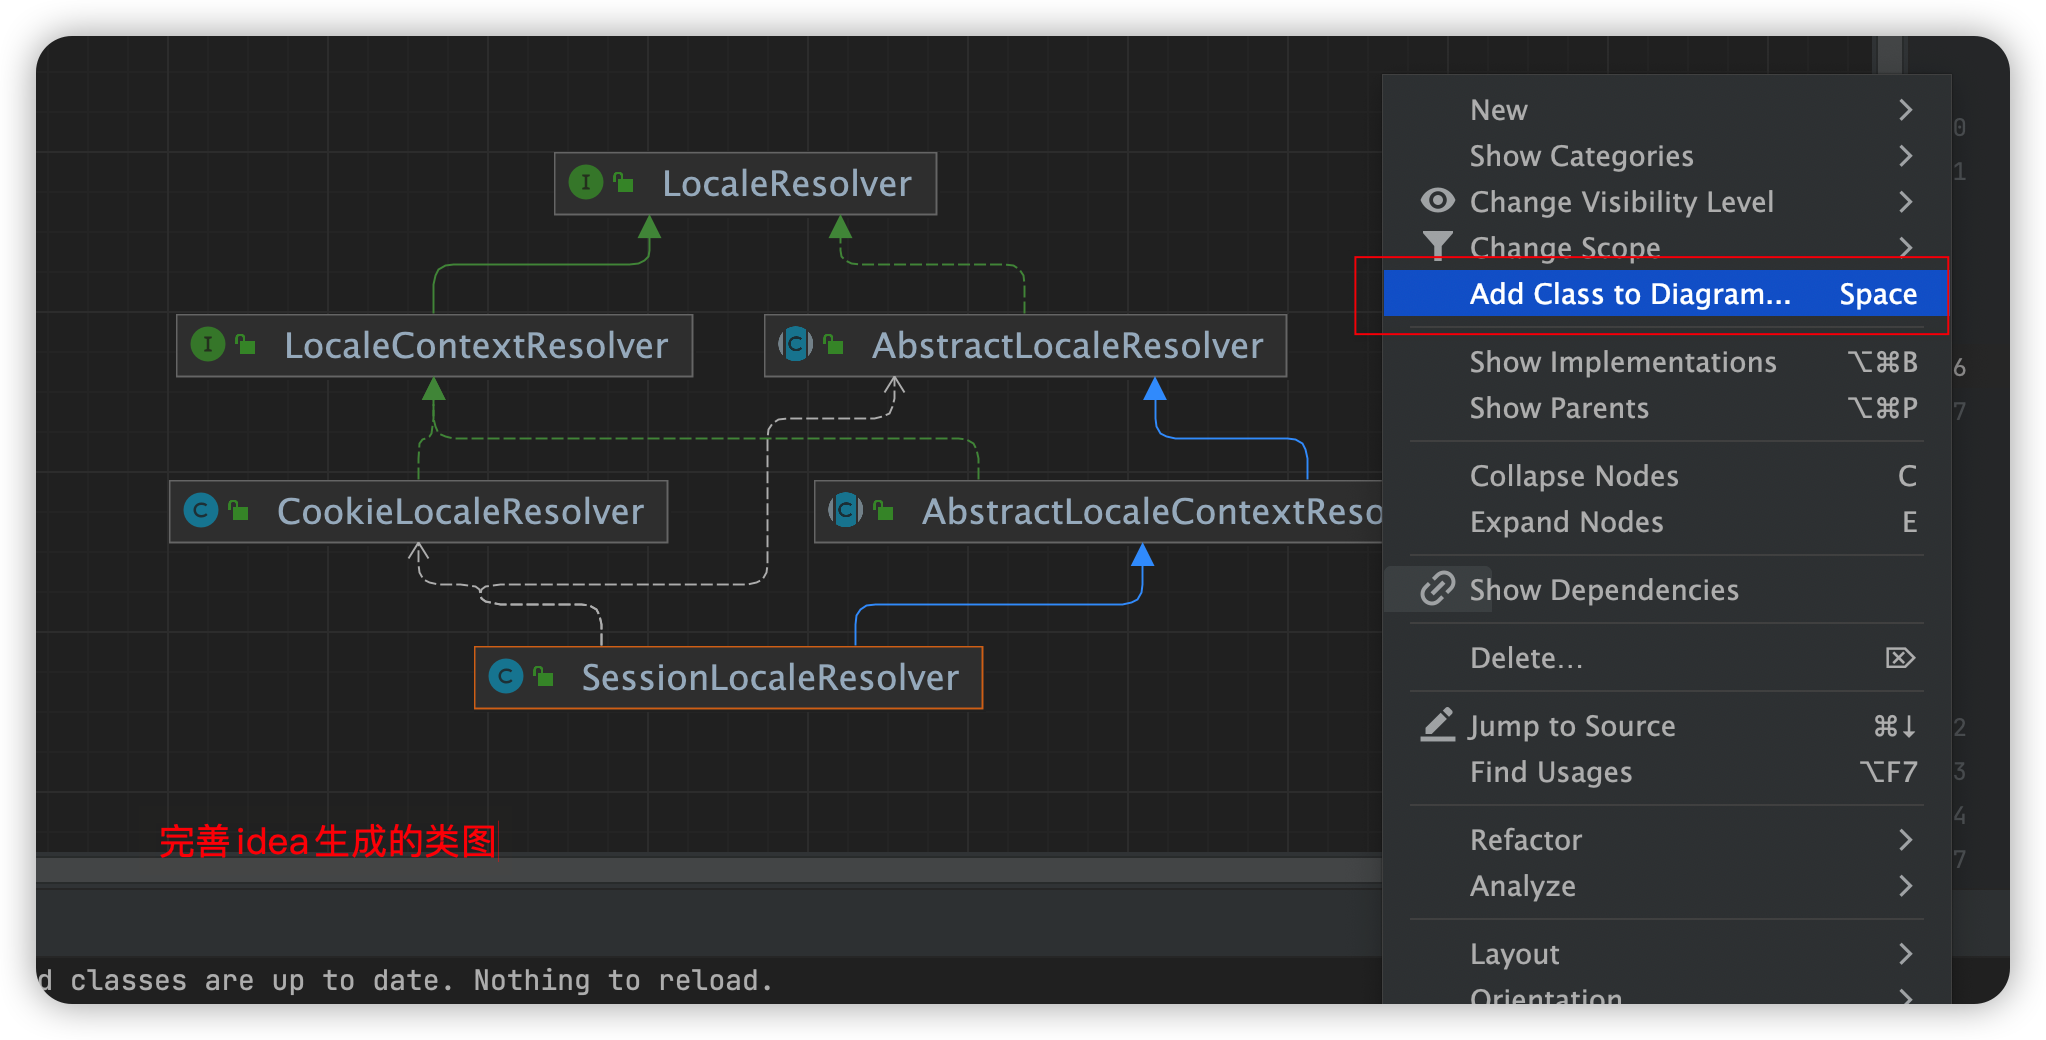 LocaleResolver
LocaleContextResolver
AbstractLocaleResolver
CookieLocaleResolver
AbstractLocaleContextReso
SessionLocaleResolver
完善idea生成的类图
d classes are up to date. Nothing to reload.
New
Show Categories
Change Visibility Level
Change Scope
Add Class to Diagram... Space
Show Implementations ⌥⌘B
Show Parents ⌥⌘P
Collapse Nodes C
Expand Nodes E
Show Dependencies
Delete... ⌦
Jump to Source ⌘↓
Find Usages ⌥F7
Refactor
Analyze
Layout
Orientation
0
1
6
7
2
3
4
7